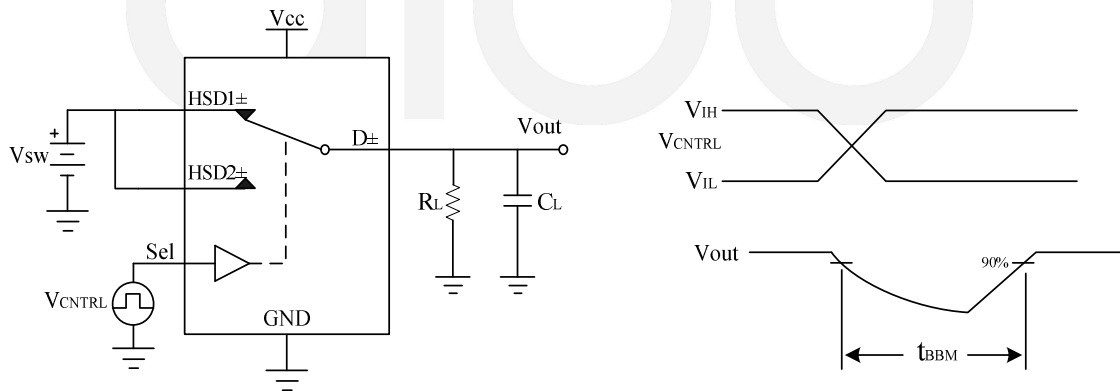 Vcc
HSD1±
+
Vsw
D±
Vout
HSD2±
RL
CL
Sel
VCNTRL
GND
VIH
VCNTRL
VIL
Vout
90%
tBBM